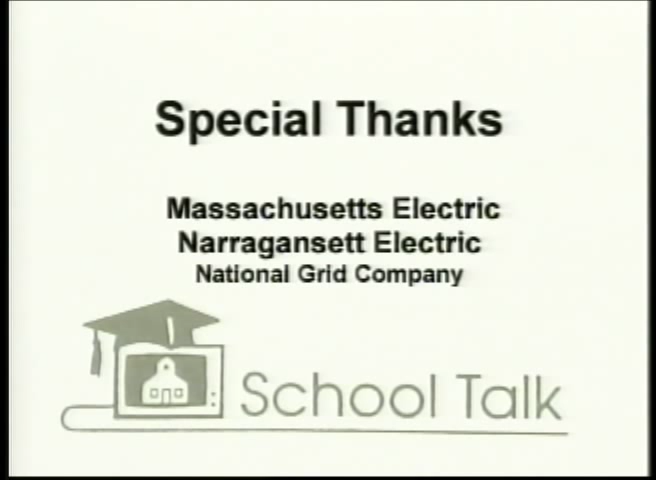 Special Thanks
Massachusetts Electric
Narragansett Electric
National Grid Company
School Talk